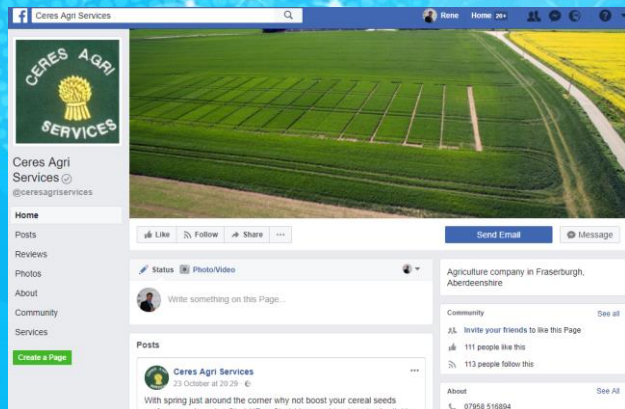 Ceres Agri Services
Rene
Home 20+
CERES AGRI
SERVICES
Ceres Agri
Services
@ceresagriservices
Home
Posts
Reviews
Photos
About
Community
Services
Create a Page
Like Follow Share
Send Email
Message
Status Photo/Video
Write something on this Page...
Posts
Ceres Agri Services
23 October at 20:29
With spring just around the corner why not boost your cereal seeds
Agriculture company in Fraserburgh,
Aberdeenshire
Community See all
Invite your friends to like this Page
111 people like this
113 people follow this
About See All
07958 516894